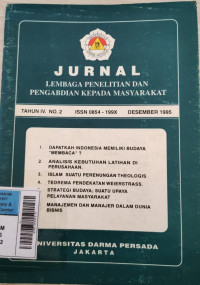 JURNAL
LEMBAGA PENELITIAN DAN
PENGABDIAN KEPADA MASYARAKAT
TAHUN IV. NO. 2 ISSN 0854 - 199X DESEMBER 1995
1. DAPATKAH INDONESIA MEMILIKI BUDAYA
"MEMBACA" ?
2. ANALISIS KEBUTUHAN LATIHAN DI
PERUSAHAAN.
3. ISLAM SUATU PERENUNGAN THEOLOGIS
4. TEOREMA PENDEKATAN WEIERSTRASS.
STRATEGI BUDAYA; SUATU UPAYA
PELAYANAN MASYARAKAT
MANAJEMEN DAN MANAJER DALAM DUNIA
BISNIS
UNIVERSITAS DARMA PERSADA
JAKARTA